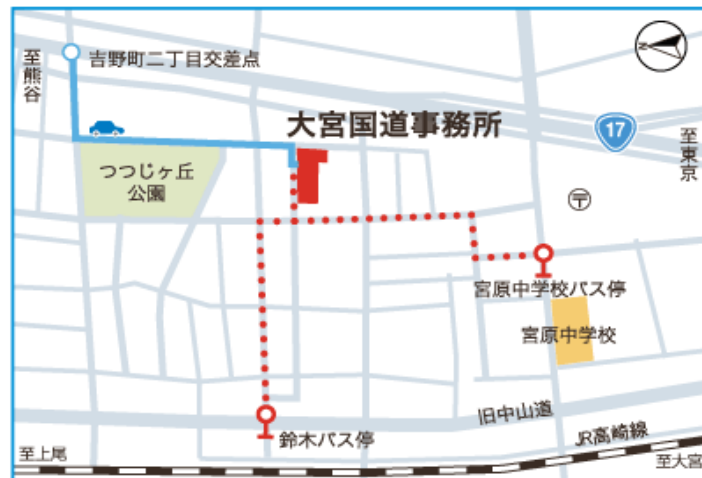 至熊谷
吉野町二丁目交差点
大宮国道事務所
17
至東京
つつじヶ丘
公園
〒
宮原中学校バス停
宮原中学校
旧中山道
鈴木バス停
JR高崎線
至上尾
至大宮